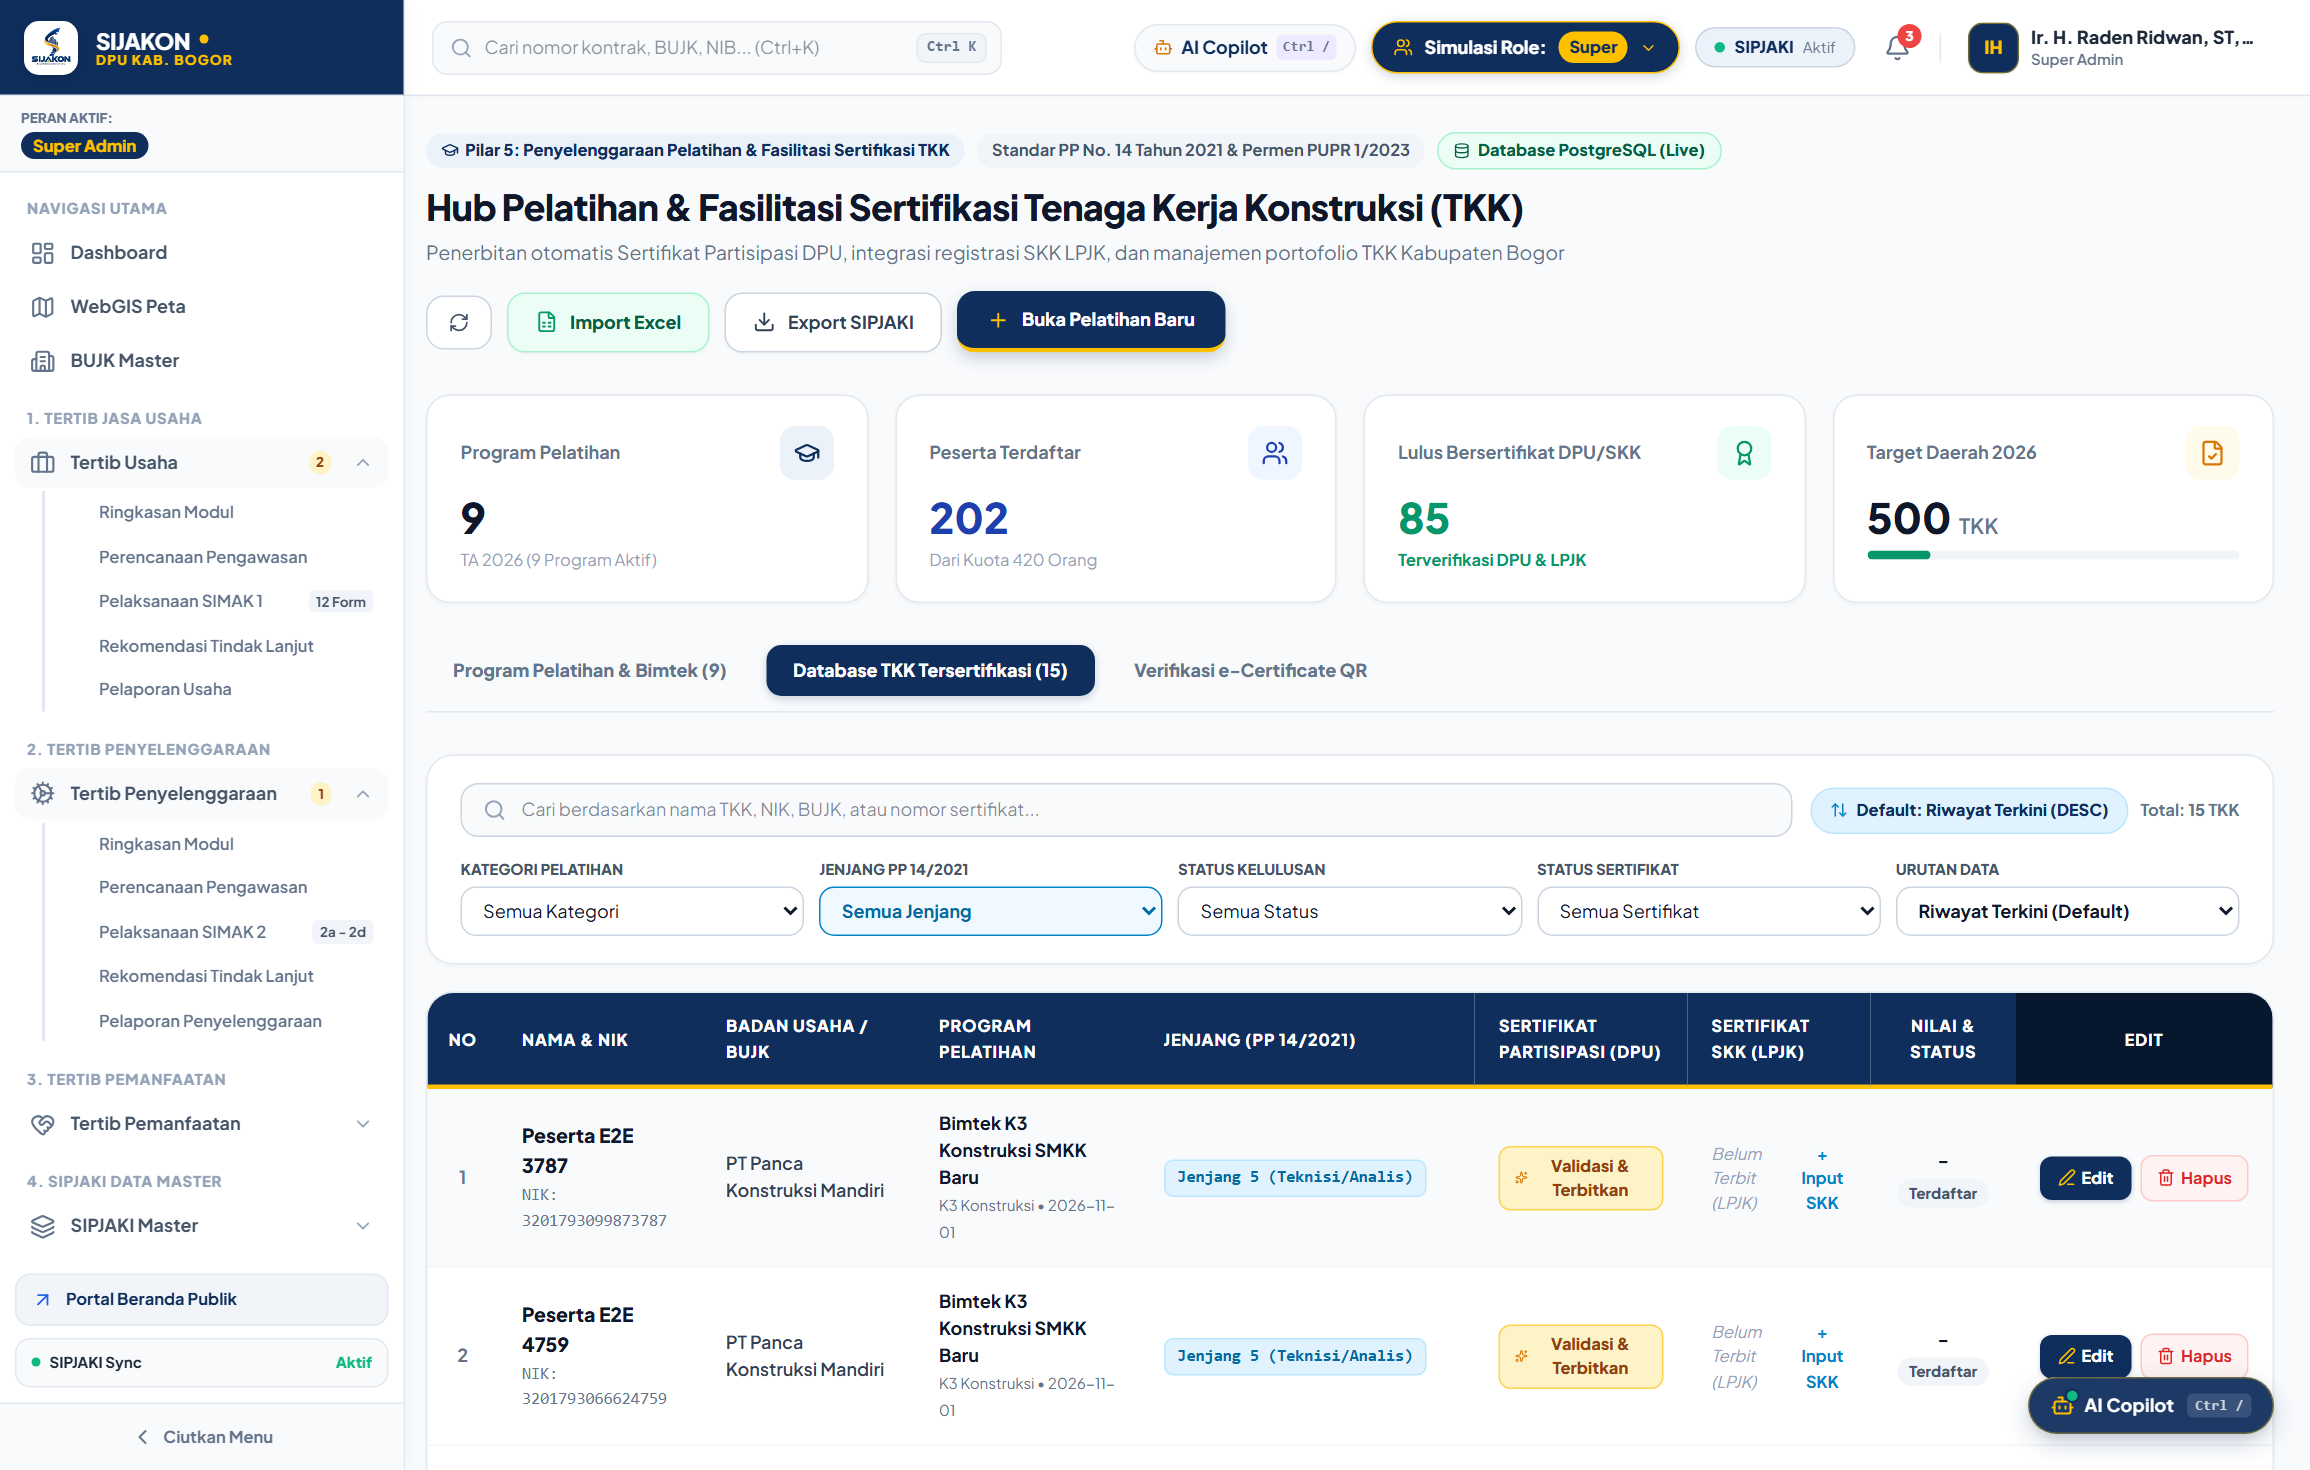 SIJAKON
SIJAKON
DPU KAB. BOGOR
Cari nomor kontrak, BUJK, NIB... (Ctrl+K)
Ctrl K
AI Copilot
Ctrl /
Simulasi Role:
Super
SIPJAKI Aktif
3
IH
Ir. H. Raden Ridwan, ST,...
Super Admin
PERAN AKTIF:
Super Admin
NAVIGASI UTAMA
Dashboard
WebGIS Peta
BUJK Master
1. TERTIB JASA USAHA
Tertib Usaha
2
Ringkasan Modul
Perencanaan Pengawasan
Pelaksanaan SIMAK 1
12 Form
Rekomendasi Tindak Lanjut
Pelaporan Usaha
2. TERTIB PENYELENGGARAAN
Tertib Penyelenggaraan
1
Ringkasan Modul
Perencanaan Pengawasan
Pelaksanaan SIMAK 2
2a - 2d
Rekomendasi Tindak Lanjut
Pelaporan Penyelenggaraan
3. TERTIB PEMANFAATAN
Tertib Pemanfaatan
4. SIPJAKI DATA MASTER
SIPJAKI Master
Portal Beranda Publik
SIPJAKI Sync
Aktif
Ciutkan Menu
Pilar 5: Penyelenggaraan Pelatihan & Fasilitasi Sertifikasi TKK
Standar PP No. 14 Tahun 2021 & Permen PUPR 1/2023
Database PostgreSQL (Live)
Hub Pelatihan & Fasilitasi Sertifikasi Tenaga Kerja Konstruksi (TKK)
Penerbitan otomatis Sertifikat Partisipasi DPU, integrasi registrasi SKK LPJK, dan manajemen portofolio TKK Kabupaten Bogor
Import Excel
Export SIPJAKI
+ Buka Pelatihan Baru
Program Pelatihan
9
TA 2026 (9 Program Aktif)
Peserta Terdaftar
202
Dari Kuota 420 Orang
Lulus Bersertifikat DPU/SKK
85
Terverifikasi DPU & LPJK
Target Daerah 2026
500 TKK
Program Pelatihan & Bimtek (9)
Database TKK Tersertifikasi (15)
Verifikasi e-Certificate QR
Cari berdasarkan nama TKK, NIK, BUJK, atau nomor sertifikat...
Default: Riwayat Terkini (DESC)
Total: 15 TKK
KATEGORI PELATIHAN
Semua Kategori
JENJANG PP 14/2021
Semua Jenjang
STATUS KELULUSAN
Semua Status
STATUS SERTIFIKAT
Semua Sertifikat
URUTAN DATA
Riwayat Terkini (Default)
NO
NAMA & NIK
BADAN USAHA /
BUJK
PROGRAM
PELATIHAN
JENJANG (PP 14/2021)
SERTIFIKAT
PARTISIPASI (DPU)
SERTIFIKAT
SKK (LPJK)
NILAI &
STATUS
EDIT
1
Peserta E2E
3787
NIK:
3201793099873787
PT Panca
Konstruksi Mandiri
Bimtek K3
Konstruksi SMKK
Baru
K3 Konstruksi • 2026-11-
01
Jenjang 5 (Teknisi/Analis)
Validasi &
Terbitkan
Belum
Terbit
(LPJK)
+
Input
SKK
-
Terdaftar
Edit
Hapus
2
Peserta E2E
4759
NIK:
3201793066624759
PT Panca
Konstruksi Mandiri
Bimtek K3
Konstruksi SMKK
Baru
K3 Konstruksi • 2026-11-
01
Jenjang 5 (Teknisi/Analis)
Validasi &
Terbitkan
Belum
Terbit
(LPJK)
+
Input
SKK
-
Terdaftar
Edit
Hapus
AI Copilot
Ctrl /